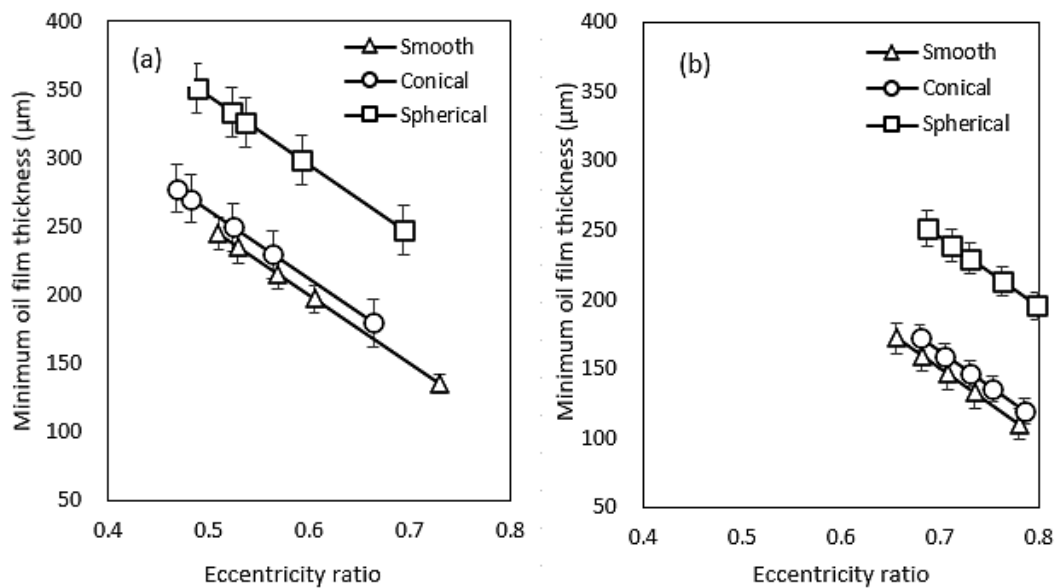 (a)
Smooth
Conical
Spherical
Minimum oil film thickness (μm)
400
350
300
250
200
150
100
50
0.4 0.5 0.6 0.7 0.8
Eccentricity ratio
(b)
Smooth
Conical
Spherical
Minimum oil film thickness (μm)
400
350
300
250
200
150
100
50
0.4 0.5 0.6 0.7 0.8
Eccentricity ratio